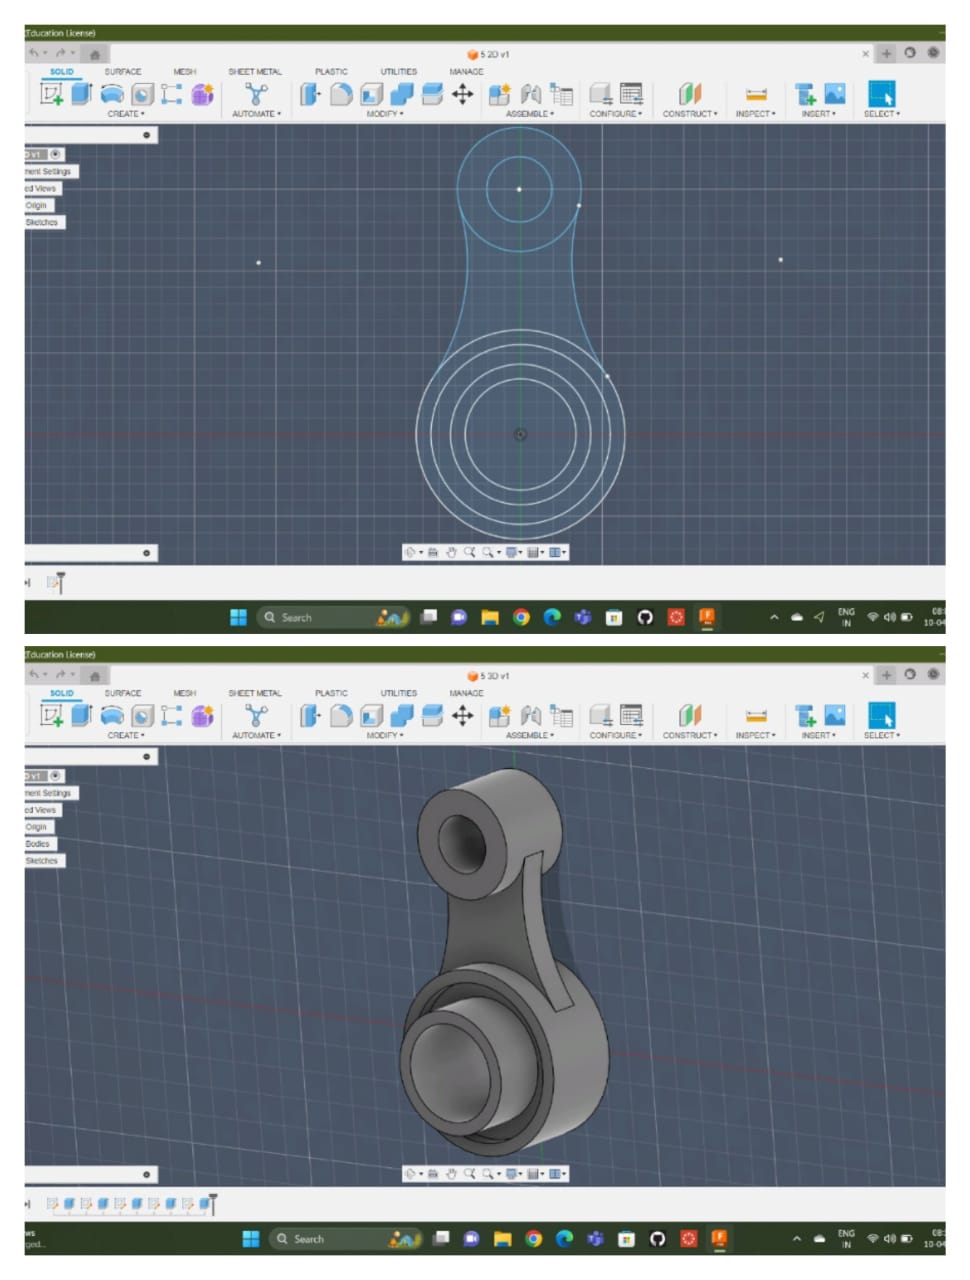 (Education License)
5 2D v1
SOLID SURFACE MESH SHEET METAL PLASTIC UTILITIES MANAGE
CREATE AUTOMATE MODIFY ASSEMBLE CONFIGURE CONSTRUCT INSPECT INSERT SELECT
v1
ment Settings
ed Views
Origin
Sketches
Search
ENG
IN
08:
10-04
(Education License)
5 3D v1
SOLID SURFACE MESH SHEET METAL PLASTIC UTILITIES MANAGE
CREATE AUTOMATE MODIFY ASSEMBLE CONFIGURE CONSTRUCT INSPECT INSERT SELECT
D v1
ment Settings
ed Views
Origin
Bodies
Sketches
ws
rged...
Search
ENG
IN
08:
10-04